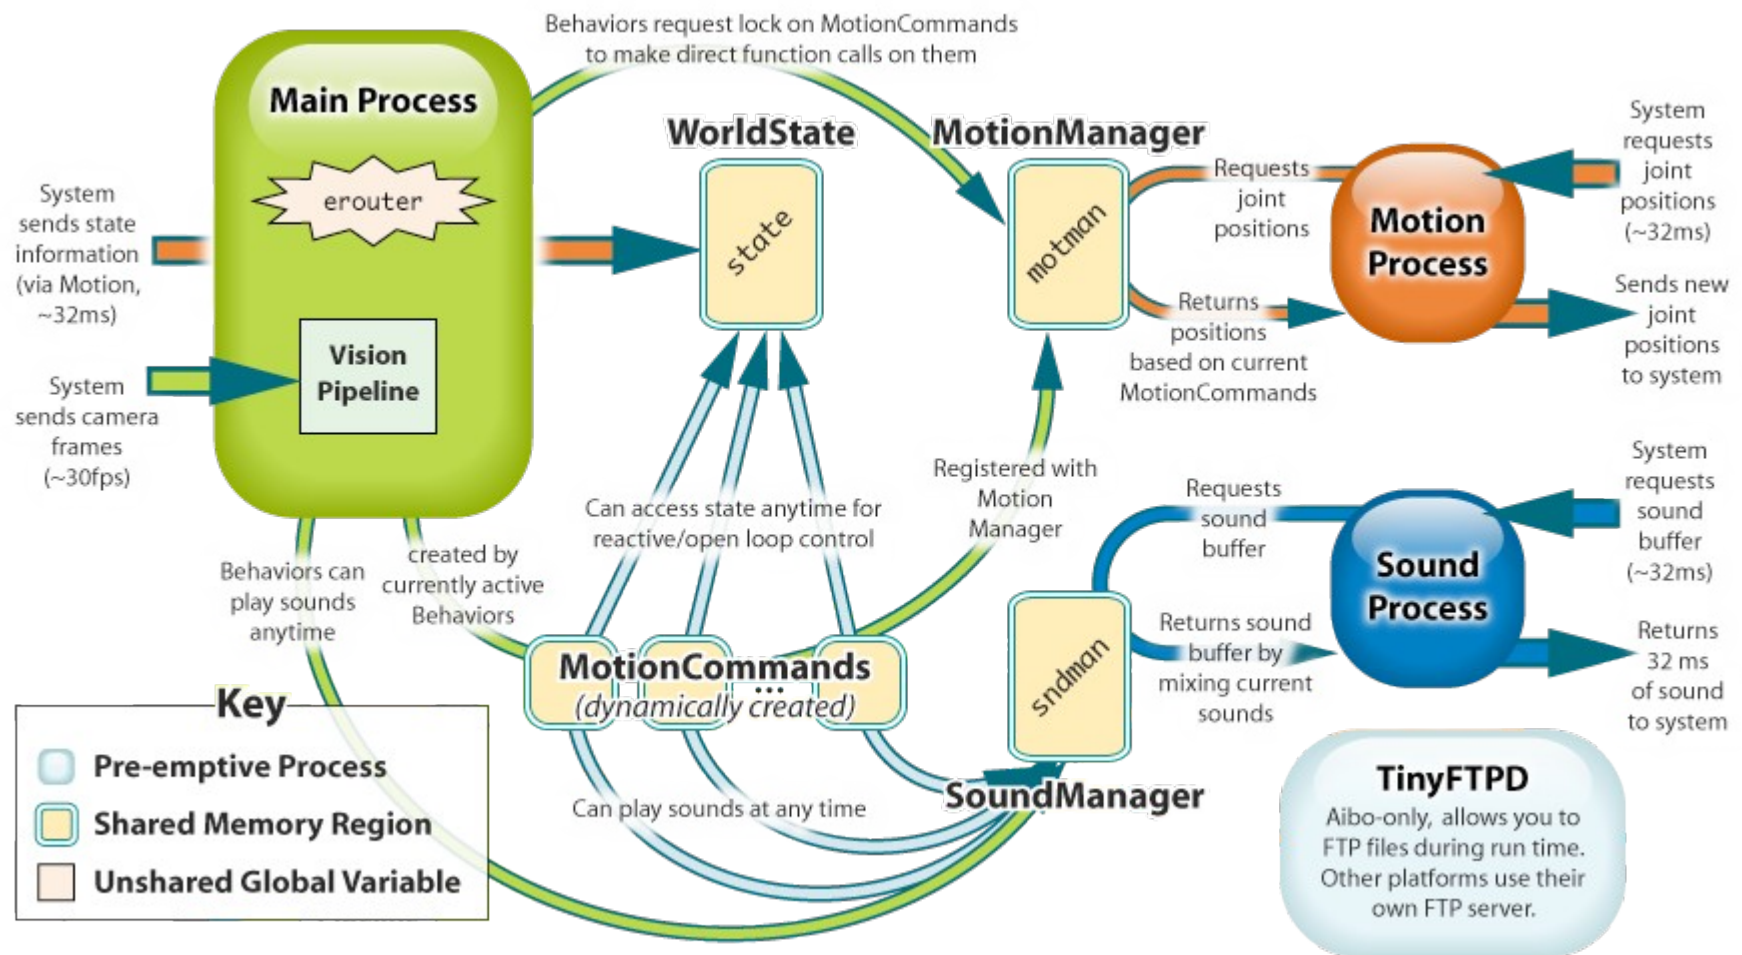 Behaviors request lock on MotionCommands
to make direct function calls on them
Main Process
erouter
Vision
Pipeline
System
sends state
information
(via Motion,
~32ms)
System
sends camera
frames
(~30fps)
WorldState
state
MotionManager
motman
Requests
joint
positions
Returns
positions
based on current
MotionCommands
Motion
Process
System
requests
joint
positions
(~32ms)
Sends new
joint
positions
to system
Can access state anytime for
reactive/open loop control
Registered with
Motion
Manager
Behaviors can
play sounds
anytime
created by
currently active
Behaviors
MotionCommands
...
(dynamically created)
Can play sounds at any time
sndman
SoundManager
Requests
sound
buffer
Returns sound
buffer by
mixing current
sounds
Sound
Process
System
requests
sound
buffer
(~32ms)
Returns
32 ms
of sound
to system
Key
Pre-emptive Process
Shared Memory Region
Unshared Global Variable
TinyFTPD
Aibo-only, allows you to
FTP files during run time.
Other platforms use their
own FTP server.